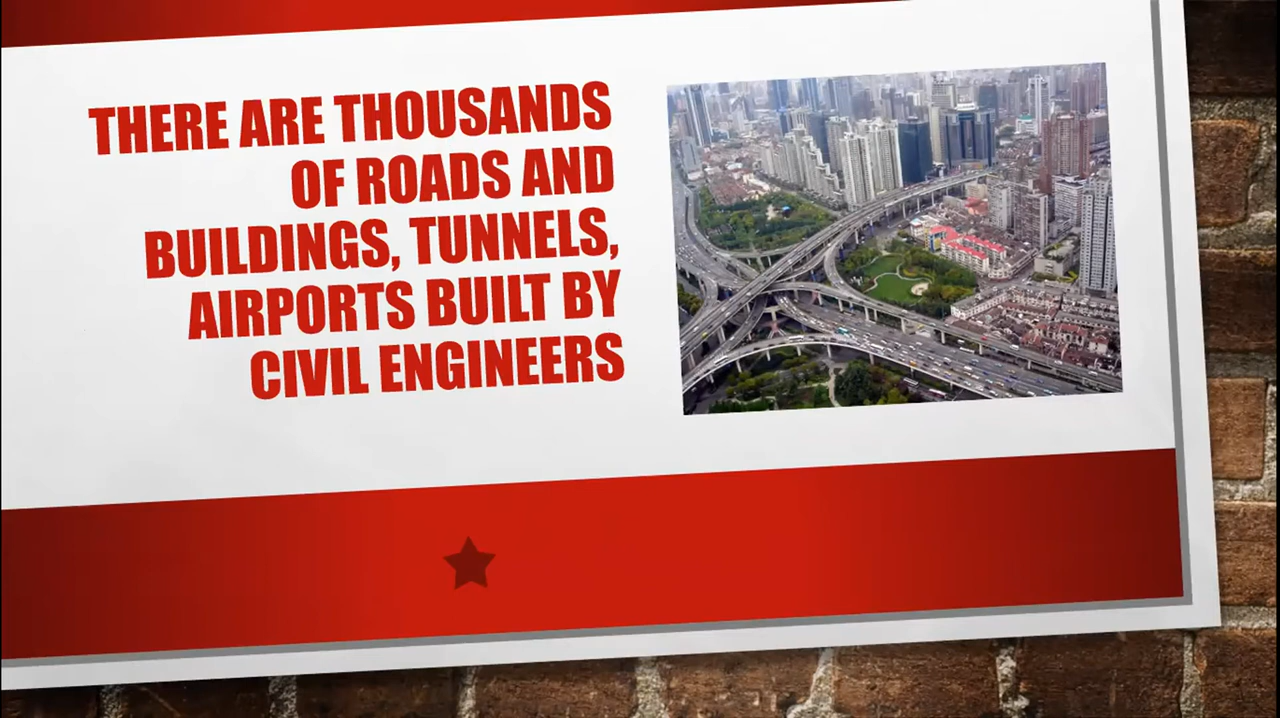 THERE ARE THOUSANDS
OF ROADS AND
BUILDINGS, TUNNELS,
AIRPORTS BUILT BY
CIVIL ENGINEERS